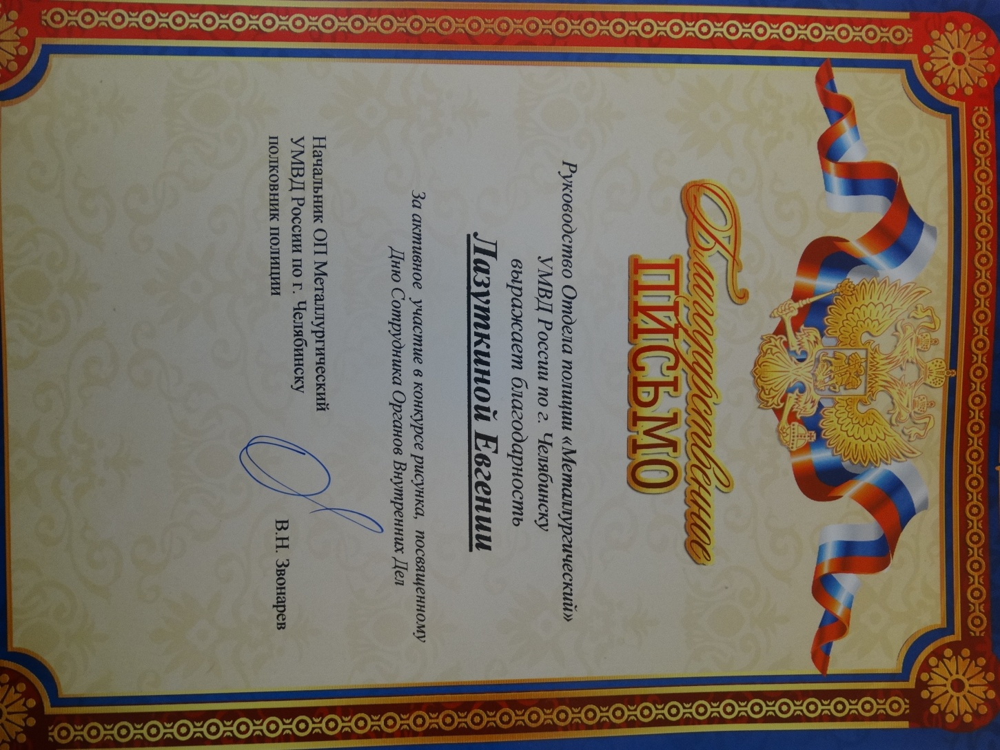 Благодарственное
ПИСЬМО
Руководство Отдела полиции «Металлургический»
УМВД России по г. Челябинску
выражает благодарность
Лазуткиной Евгении
За активное участие в конкурсе рисунка, посвященному
Дню Сотрудника Органов Внутренних Дел
Начальник ОП Металлургический
УМВД России по г. Челябинску
полковник полиции
В.Н. Звонарев